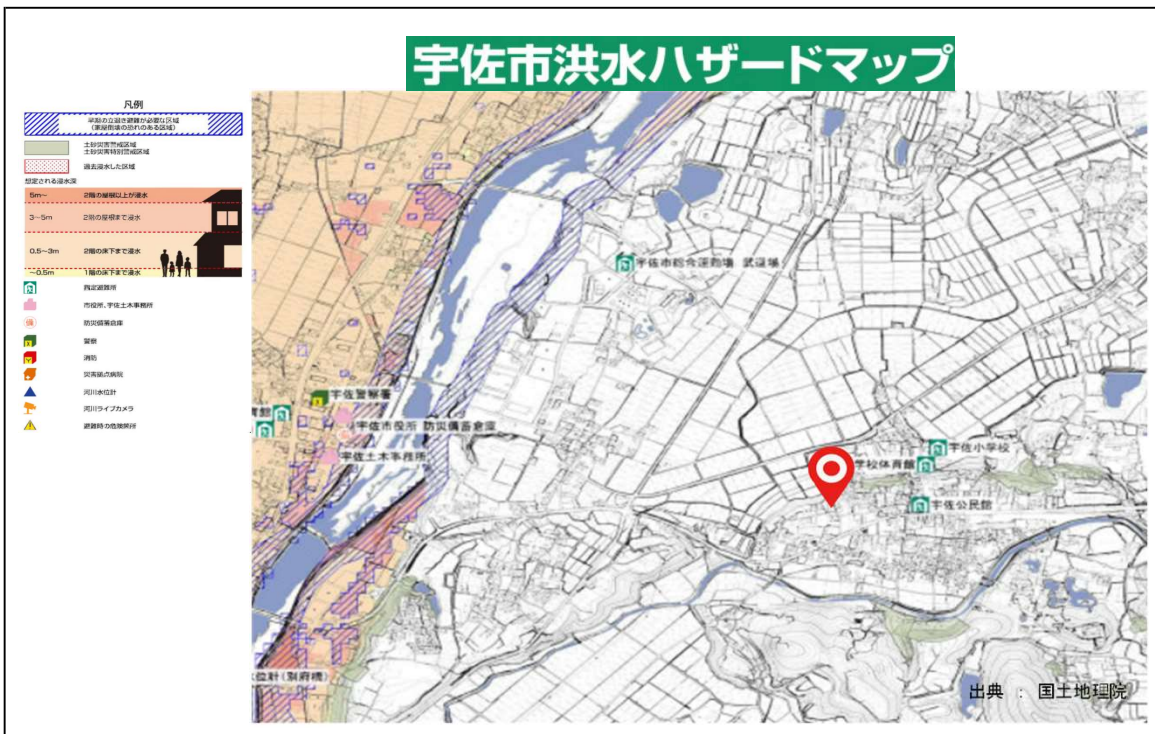 宇佐市洪水ハザードマップ
凡例
早期の立退き避難が必要な区域
(家屋倒壊の恐れのある区域)
土砂災害警戒区域
土砂災害特別警戒区域
過去浸水した区域
想定される浸水深
5m~ 2階の屋根以上が浸水
3~5m 2階の屋根まで浸水
0.5~3m 2階の床下まで浸水
~0.5m 1階の床下まで浸水
指定避難所
市役所、宇佐土木事務所
備 防災備蓄倉庫
警察
消防
災害拠点病院
河川水位計
河川ライブカメラ
避難時の危険箇所
宇佐市総合運動場 武道場
宇佐警察署
育館
宇佐市役所 防災備蓄倉庫
宇佐土木事務所
宇佐小学校
学校体育館
宇佐公民館
位計(別府橋)
出典 : 国土地理院